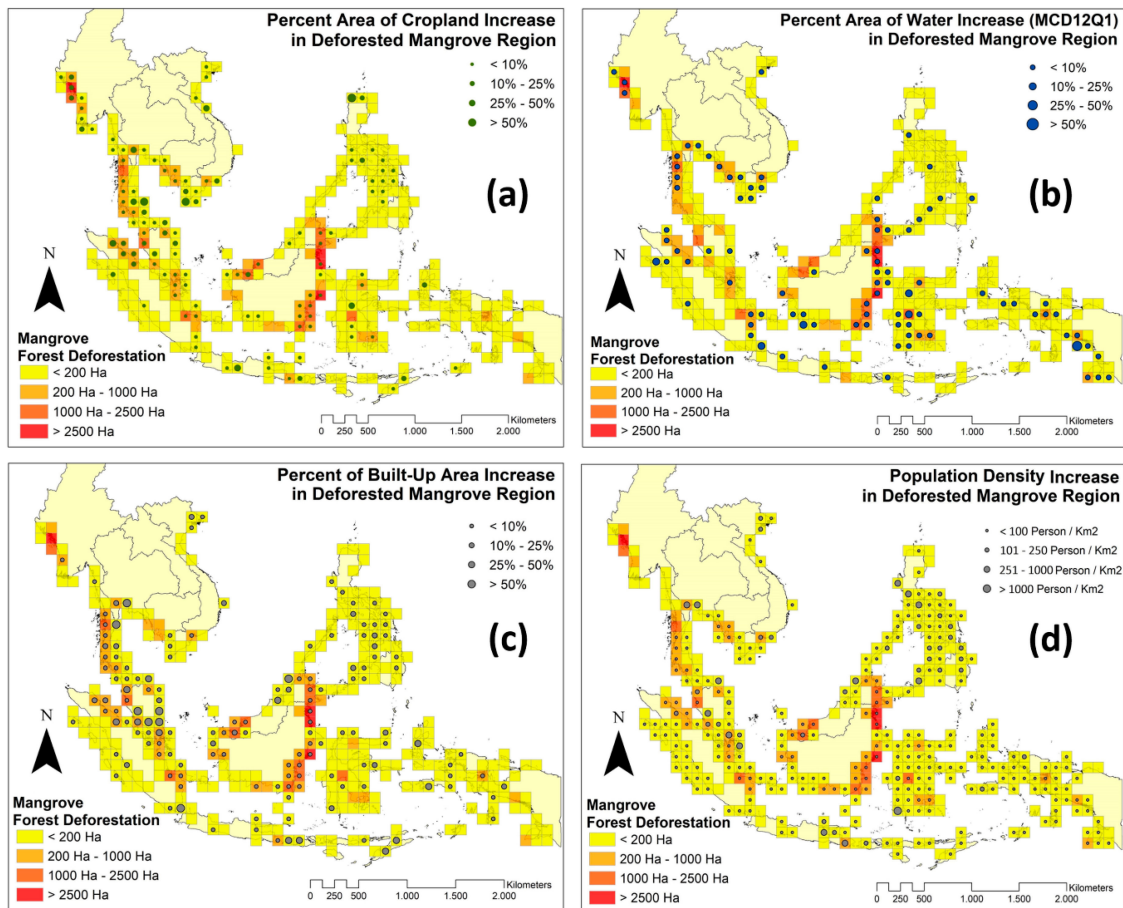 Percent Area of Cropland Increase
in Deforested Mangrove Region
< 10%
10% - 25%
25% - 50%
> 50%
(a)
N
Mangrove
Forest Deforestation
< 200 Ha
200 Ha - 1000 Ha
1000 Ha - 2500 Ha
> 2500 Ha
Kilometers
0 250 500 1.000 1.500 2.000
Percent Area of Water Increase (MCD12Q1)
in Deforested Mangrove Region
< 10%
10% - 25%
25% - 50%
> 50%
(b)
N
Mangrove
Forest Deforestation
< 200 Ha
200 Ha - 1000 Ha
1000 Ha - 2500 Ha
> 2500 Ha
Kilometers
0 250 500 1.000 1.500 2.000
Percent of Built-Up Area Increase
in Deforested Mangrove Region
< 10%
10% - 25%
25% - 50%
> 50%
(c)
N
Mangrove
Forest Deforestation
< 200 Ha
200 Ha - 1000 Ha
1000 Ha - 2500 Ha
> 2500 Ha
Kilometers
0 250 500 1.000 1.500 2.000
Population Density Increase
in Deforested Mangrove Region
< 100 Person / Km2
101 - 250 Person / Km2
251 - 1000 Person / Km2
> 1000 Person / Km2
(d)
N
Mangrove
Forest Deforestation
< 200 Ha
200 Ha - 1000 Ha
1000 Ha - 2500 Ha
> 2500 Ha
Kilometers
0 250 500 1.000 1.500 2.000